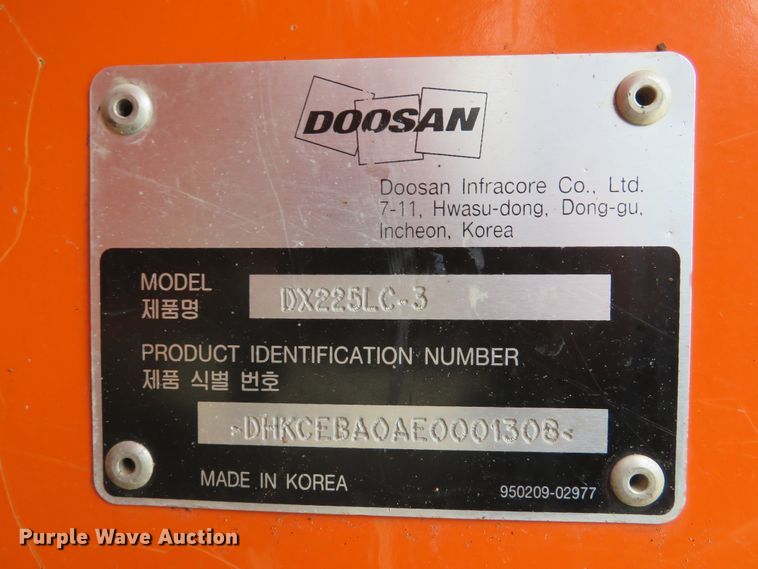 DOOSAN
Doosan Infracore Co., Ltd.
7-11, Hwasu-dong, Dong-gu,
Incheon, Korea
MODEL DX225LC-3
제품명
PRODUCT IDENTIFICATION NUMBER
제품 식별 번호
>DHKCEBA0AE0001308<
MADE IN KOREA 950209-02977
Purple Wave Auction